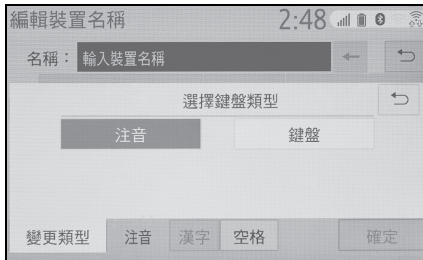 編輯裝置名稱 2:48
名稱： 輸入裝置名稱
選擇鍵盤類型
注音 鍵盤
變更類型 注音 漢字 空格 確定